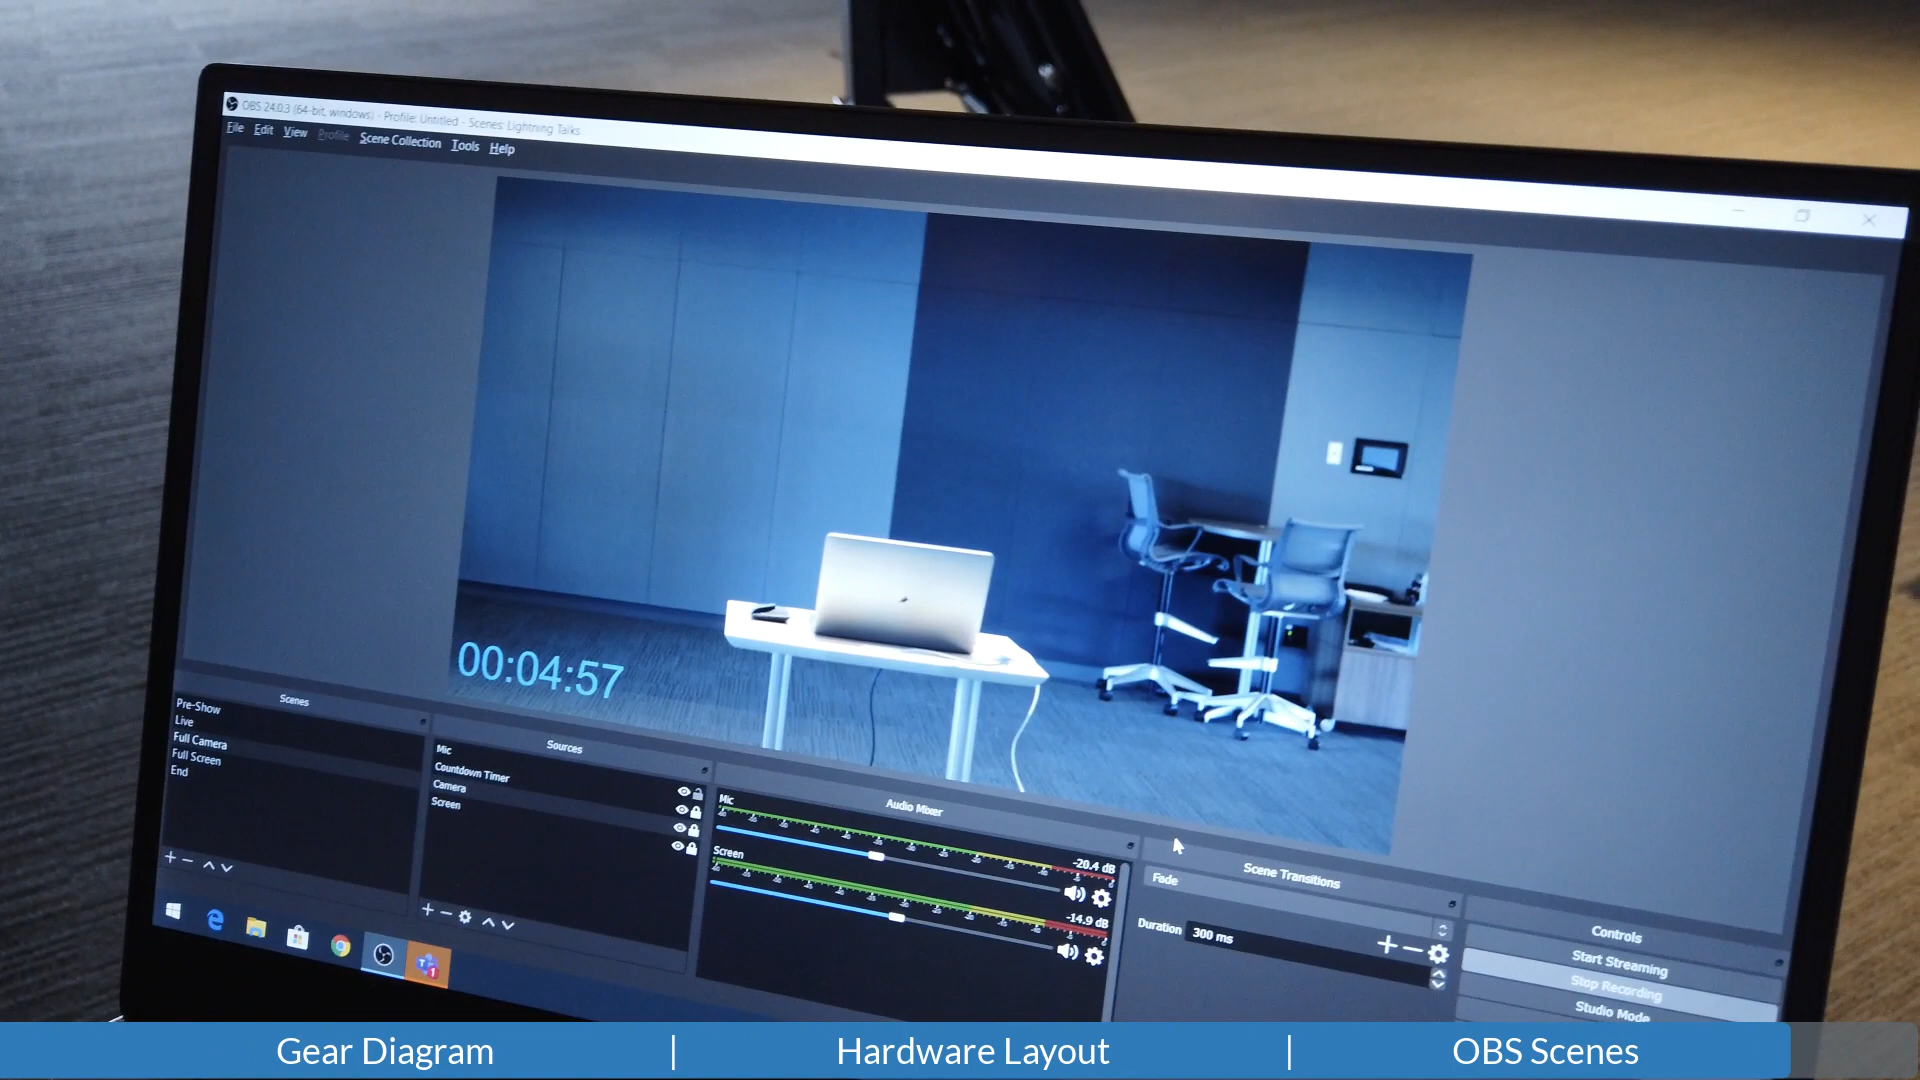 OBS 24.0.3 (64-bit, windows) - Profile: Untitled - Scenes: Lightning Talks
File Edit View Profile Scene Collection Tools Help
00:04:57
Scenes
Pre-Show
Live
Full Camera
Full Screen
End
Sources
Mic
Countdown Timer
Camera
Screen
Audio Mixer
Mic
-20.4 dB
Screen
-14.9 dB
Scene Transitions
Fade
Duration 300 ms
Controls
Start Streaming
Stop Recording
Studio Mode
Gear Diagram | Hardware Layout | OBS Scenes